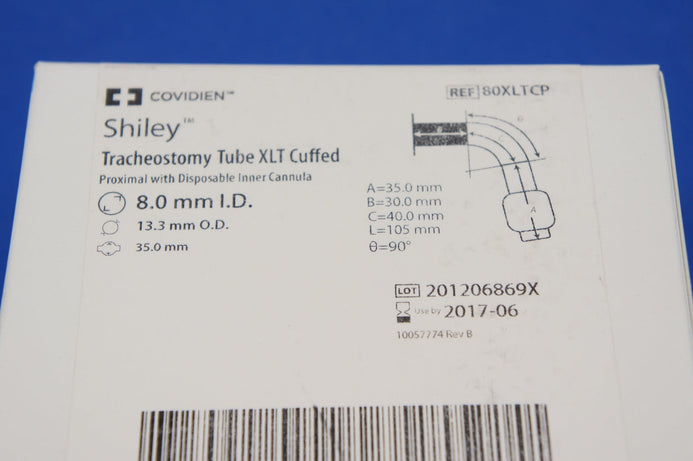 COVIDIEN™
REF 80XLTCP
Shiley™
Tracheostomy Tube XLT Cuffed
Proximal with Disposable Inner Cannula
8.0 mm I.D.
13.3 mm O.D.
35.0 mm
θ
A
A=35.0 mm
B=30.0 mm
C=40.0 mm
L=105 mm
θ=90°
LOT 201206869X
Use by 2017-06
10057774 Rev B